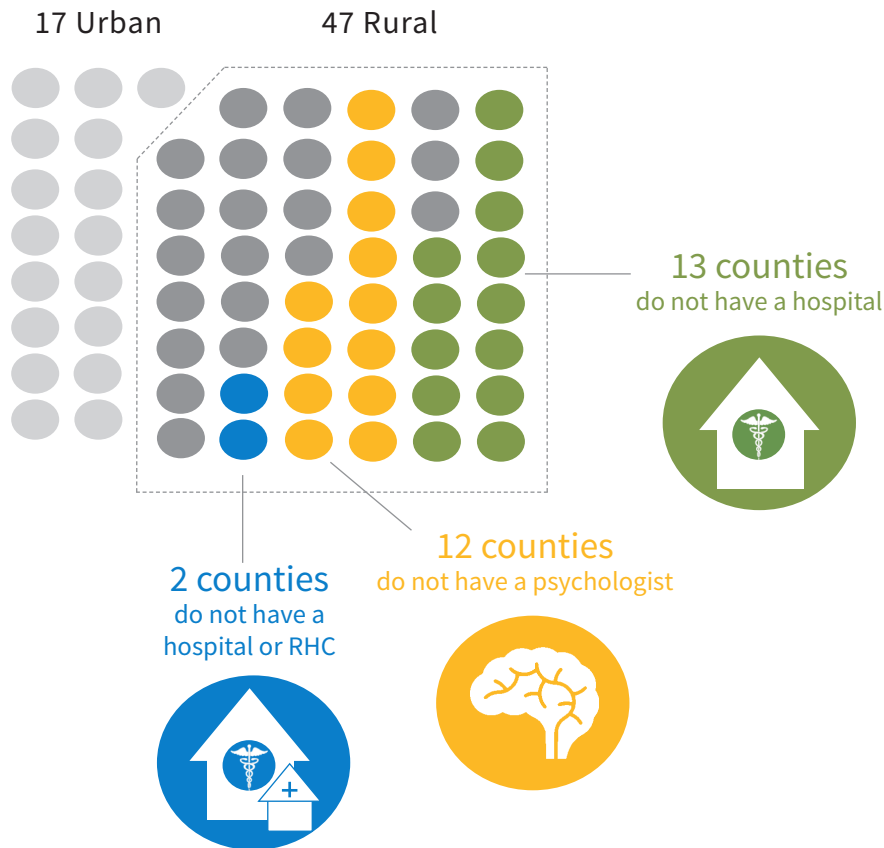 17 Urban
47 Rural
13 counties
do not have a hospital
12 counties
do not have a psychologist
2 counties
do not have a
hospital or RHC
+